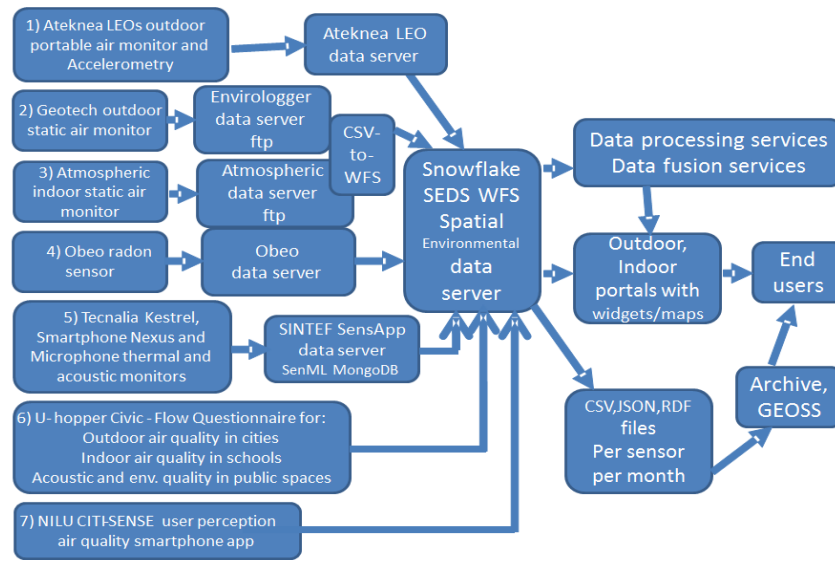 1) Ateknea LEOs outdoor
portable air monitor and
Accelerometry
Ateknea LEO
data server
2) Geotech outdoor
static air monitor
Envirologger
data server
ftp
CSV-
to-
WFS
3) Atmospheric
indoor static air
monitor
Atmospheric
data server
ftp
4) Obeo radon
sensor
Obeo
data server
5) Tecnalia Kestrel,
Smartphone Nexus and
Microphone thermal and
acoustic monitors
SINTEF SensApp
data server
SenML MongoDB
6) U-hopper Civic-Flow Questionnaire for:
Outdoor air quality in cities
Indoor air quality in schools
Acoustic and env. quality in public spaces
7) NILU CITI-SENSE user perception
air quality smartphone app
Snowflake
SEDS WFS
Spatial
Environmental
data
server
Data processing services
Data fusion services
Outdoor,
Indoor
portals with
widgets/maps
End
users
CSV,JSON,RDF
files
Per sensor
per month
Archive,
GEOSS